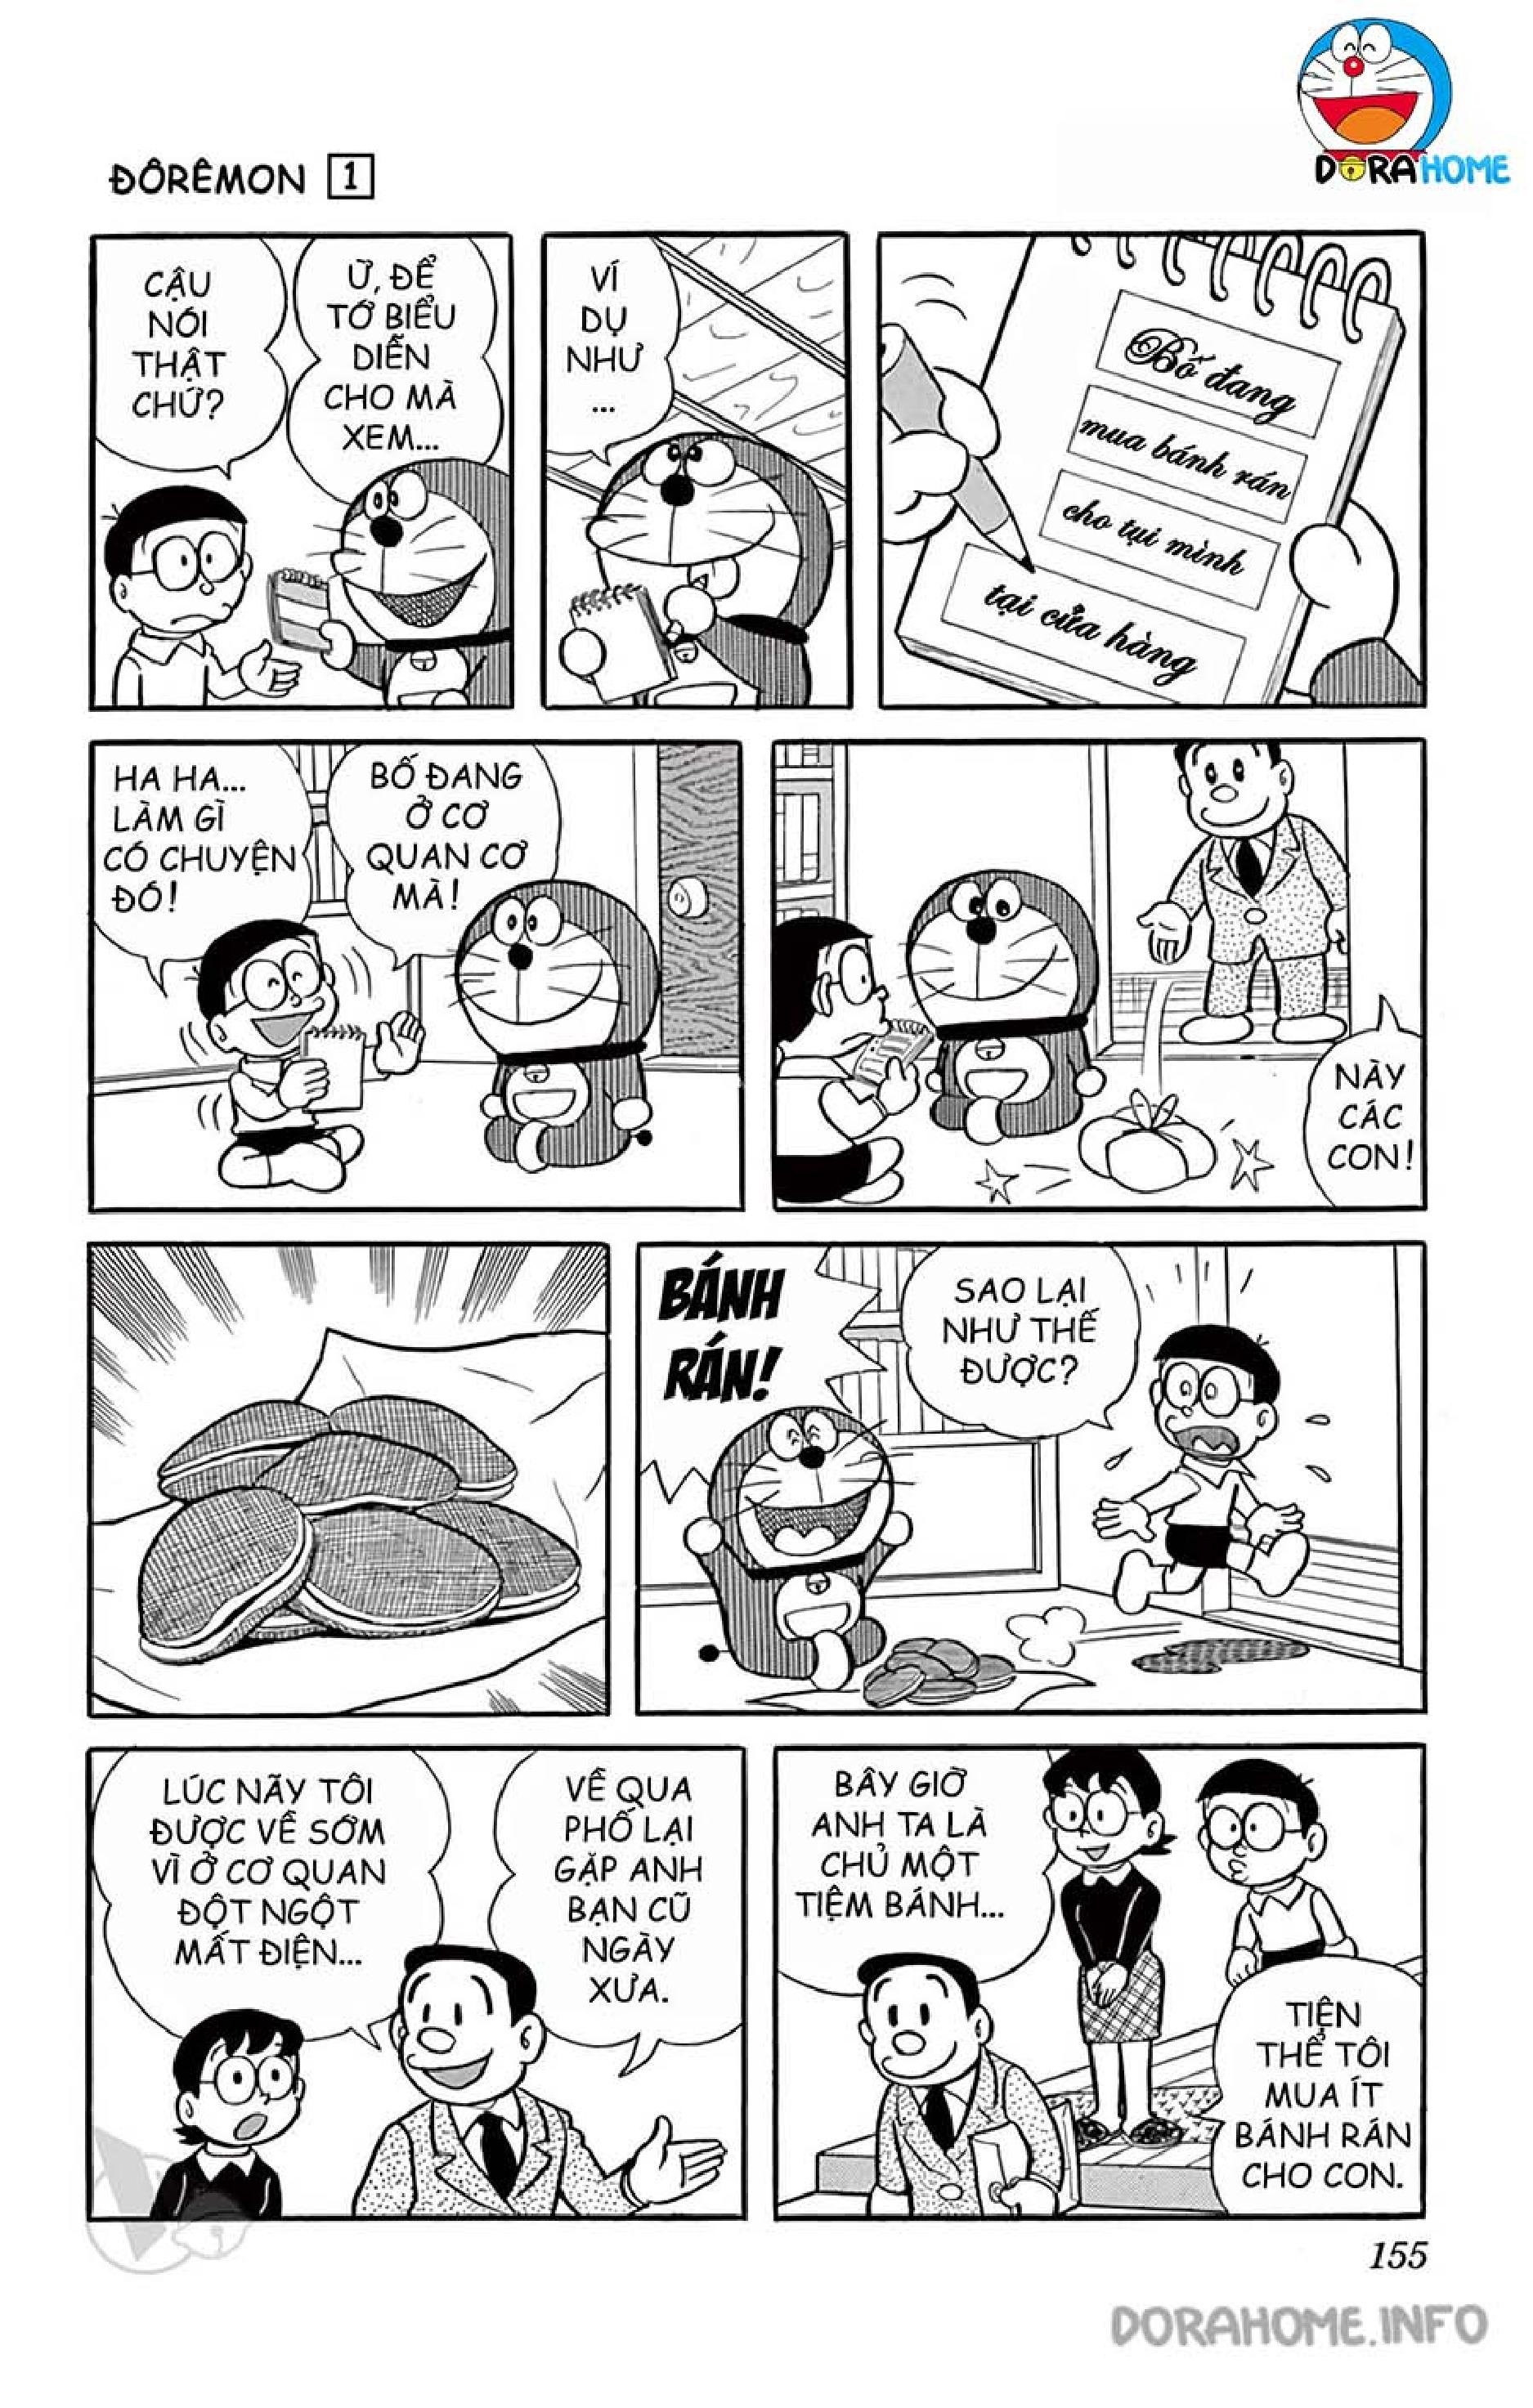 DORAHOME
ĐÔRÊMON 1
CẬU
NÓI
THẬT
CHỨ?
Ừ, ĐỂ
TỚ BIỂU
DIỄN
CHO MÀ
XEM...
VÍ
DỤ
NHƯ
...
Bố đang
mua bánh rán
cho tụi mình
tại cửa hàng
HA HA...
LÀM GÌ
CÓ CHUYỆN
ĐÓ!
BỐ ĐANG
Ở CƠ
QUAN CƠ
MÀ!
NÀY
CÁC
CON!
BÁNH
RÁN!
SAO LẠI
NHƯ THẾ
ĐƯỢC?
LÚC NÃY TÔI
ĐƯỢC VỀ SỚM
VÌ Ở CƠ QUAN
ĐỘT NGỘT
MẤT ĐIỆN...
VỀ QUA
PHỐ LẠI
GẶP ANH
BẠN CŨ
NGÀY
XƯA.
BÂY GIỜ
ANH TA LÀ
CHỦ MỘT
TIỆM BÁNH...
TIỆN
THỂ TÔI
MUA ÍT
BÁNH RÁN
CHO CON.
155
DORAHOME.INFO